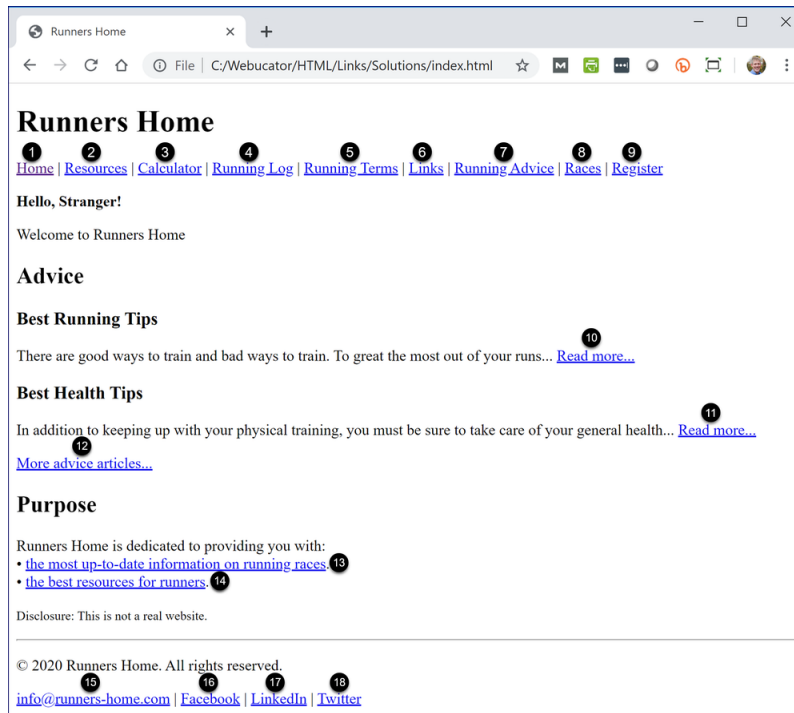 Runners Home
File | C:/Webucator/HTML/Links/Solutions/index.html
Runners Home
1 2 3 4 5 6 7 8 9
Home | Resources | Calculator | Running Log | Running Terms | Links | Running Advice | Races | Register
Hello, Stranger!
Welcome to Runners Home
Advice
Best Running Tips
10
There are good ways to train and bad ways to train. To great the most out of your runs... Read more...
Best Health Tips
11
In addition to keeping up with your physical training, you must be sure to take care of your general health... Read more...
12
More advice articles...
Purpose
Runners Home is dedicated to providing you with:
• the most up-to-date information on running races. 13
• the best resources for runners. 14
Disclosure: This is not a real website.
© 2020 Runners Home. All rights reserved.
15 16 17 18
info@runners-home.com | Facebook | LinkedIn | Twitter